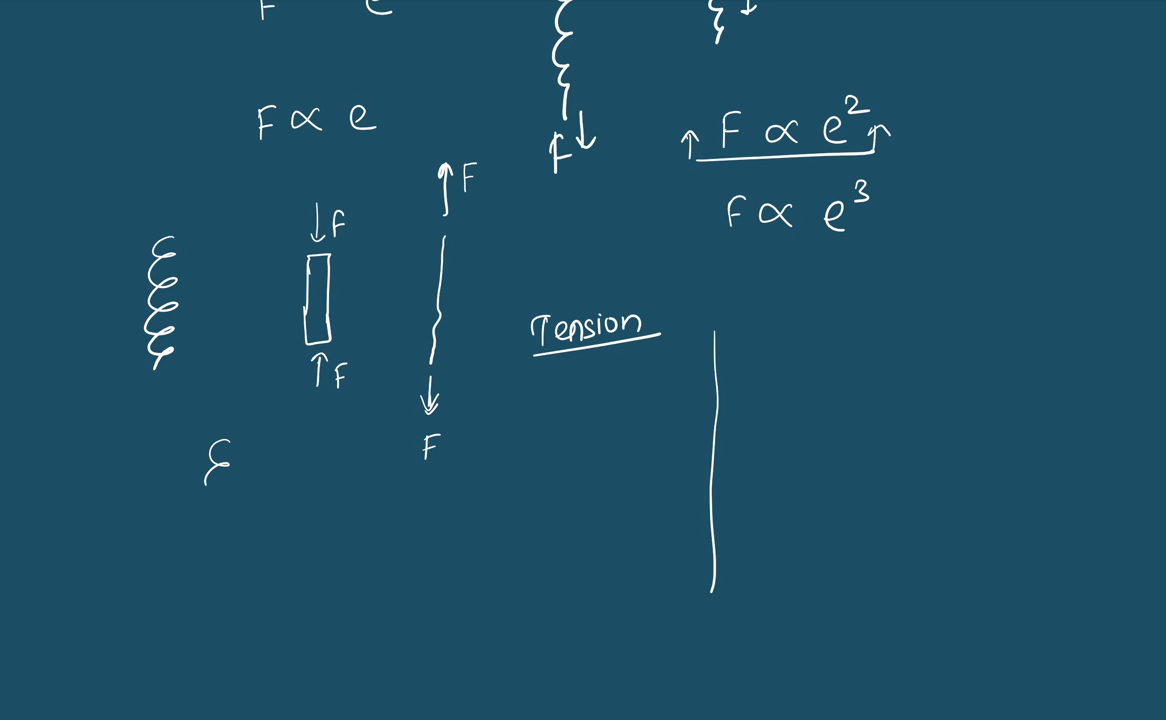 F e
F ∝ e
F
↑ F ∝ e² ↑
F ∝ e³
F
F
F
F
Tension